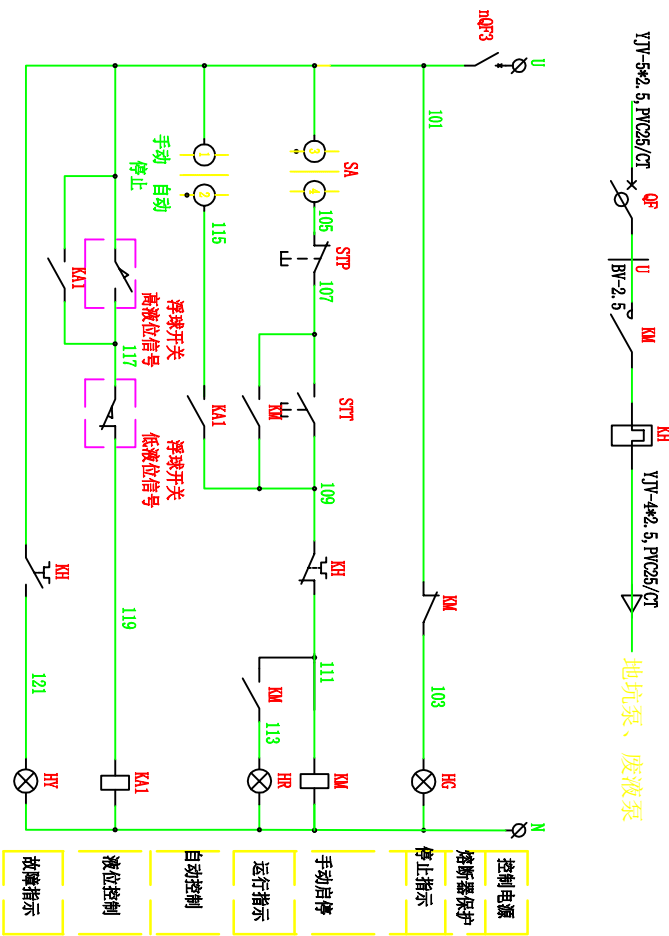 YJV-5*2.5,PVC25/CT
QF
U
BV-2.5
KM
KH
YJV-4*2.5,PVC25/CT
地坑泵、废液泵
nQF3
U
N
控制电源
熔断器保护
101
KM
103
HG
停止指示
SA
3
4
105
STP
107
STT
109
KH
111
KM
手动启停
KM
KM
113
HR
运行指示
手动
停止
自动
1
2
115
KA1
自动控制
浮球开关
高液位信号
117
浮球开关
低液位信号
119
KA1
液位控制
KA1
KH
121
HY
故障指示